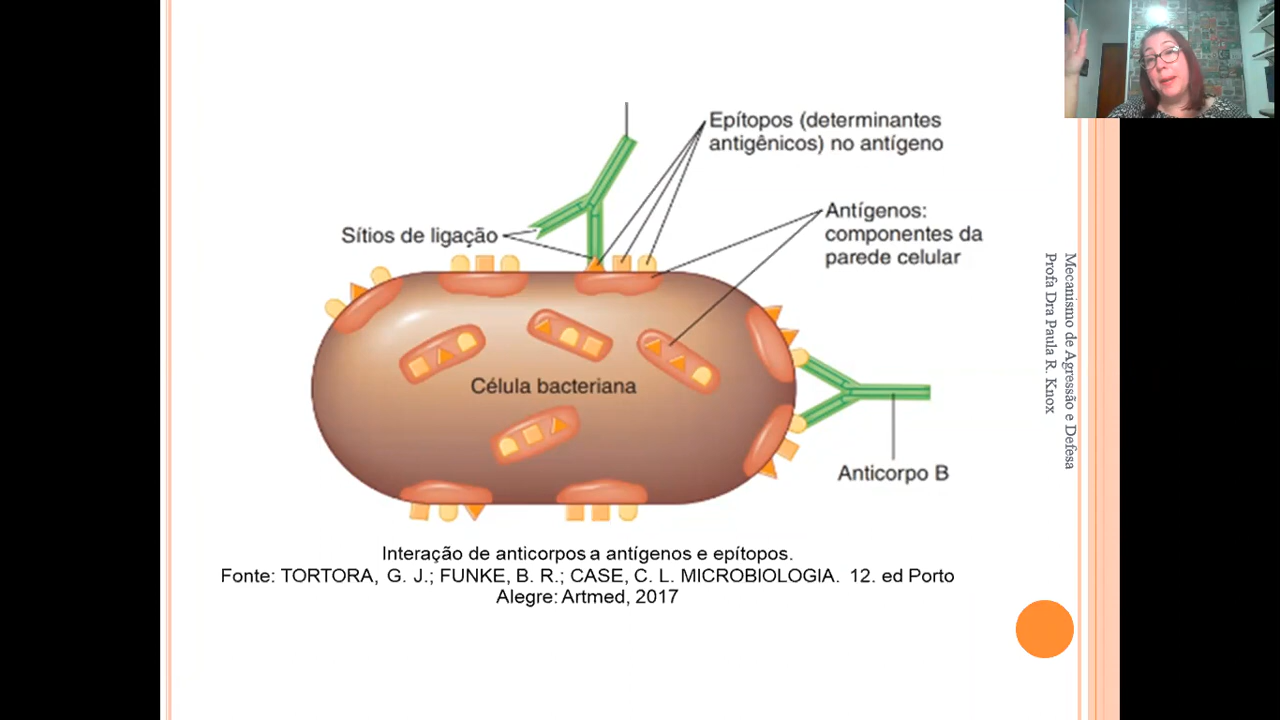 Epítopos (determinantes
antigênicos) no antígeno
Antígenos:
componentes da
parede celular
Sítios de ligação
Célula bacteriana
Anticorpo B
Interação de anticorpos a antígenos e epítopos.
Fonte: TORTORA, G. J.; FUNKE, B. R.; CASE, C. L. MICROBIOLOGIA. 12. ed Porto
Alegre: Artmed, 2017
Mecanismo de Agressão e Defesa
Profa Dra Paula R. Knox